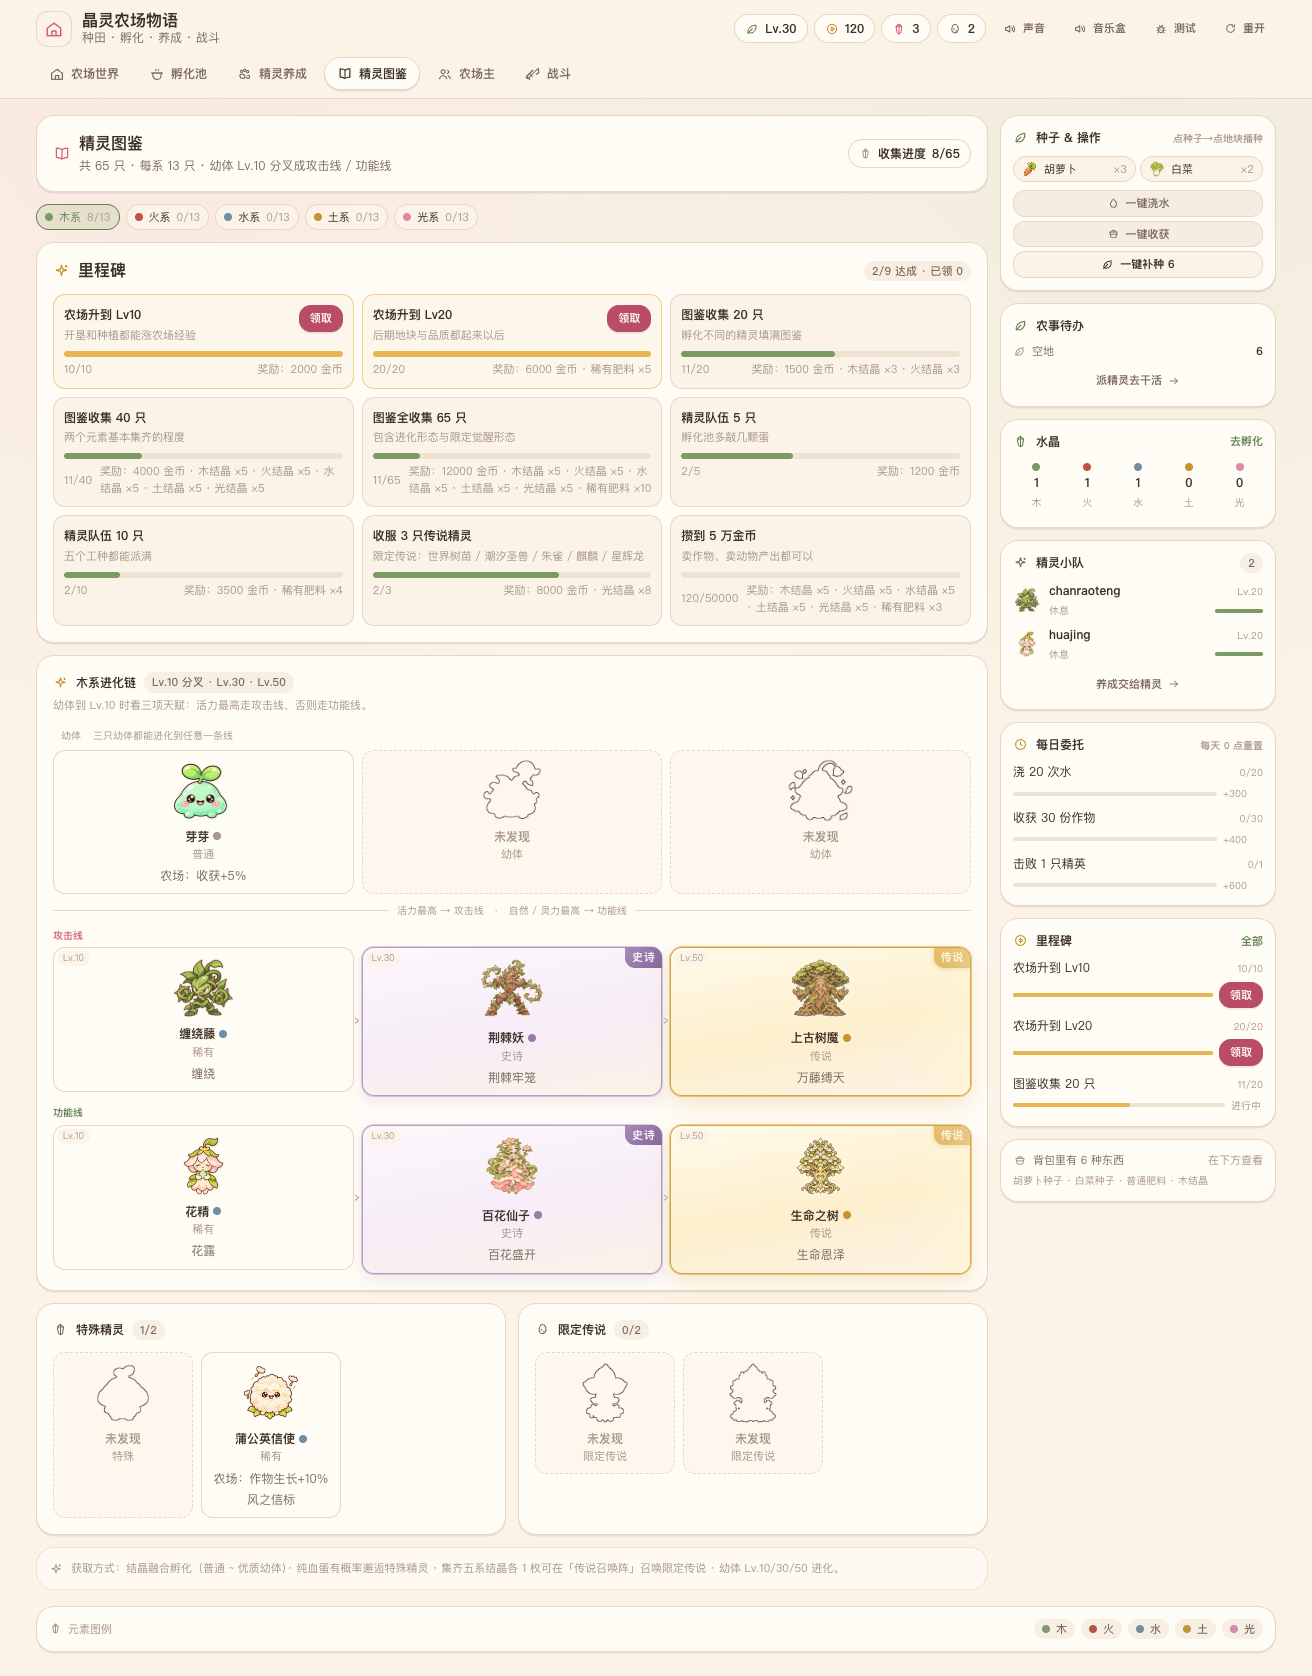 晶灵农场物语
种田 · 孵化 · 养成 · 战斗
Lv.30
120
3
2
声音
音乐盒
测试
重开
农场世界
孵化池
精灵养成
精灵图鉴
农场主
战斗
精灵图鉴
共 65 只 · 每系 13 只 · 幼体 Lv.10 分叉成攻击线 / 功能线
收集进度 8/65
木系 8/13
火系 0/13
水系 0/13
土系 0/13
光系 0/13
里程碑
2/9 达成 · 已领 0
农场升到 Lv10
领取
开垦和种植都能涨农场经验
10/10
奖励：2000 金币
农场升到 Lv20
领取
后期地块与品质都起来以后
20/20
奖励：6000 金币 · 稀有肥料 ×5
图鉴收集 20 只
孵化不同的精灵填满图鉴
11/20
奖励：1500 金币 · 木结晶 ×3 · 火结晶 ×3
图鉴收集 40 只
两个元素基本集齐的程度
11/40
奖励：4000 金币 · 木结晶 ×5 · 火结晶 ×5 · 水
结晶 ×5 · 土结晶 ×5 · 光结晶 ×5
图鉴全收集 65 只
包含进化形态与限定觉醒形态
11/65
奖励：12000 金币 · 木结晶 ×5 · 火结晶 ×5 · 水
结晶 ×5 · 土结晶 ×5 · 光结晶 ×5 · 稀有肥料 ×10
精灵队伍 5 只
孵化池多敲几颗蛋
2/5
奖励：1200 金币
精灵队伍 10 只
五个工种都能派满
2/10
奖励：3500 金币 · 稀有肥料 ×4
收服 3 只传说精灵
限定传说：世界树苗 / 潮汐圣兽 / 朱雀 / 麒麟 / 星辉龙
2/3
奖励：8000 金币 · 光结晶 ×8
攒到 5 万金币
卖作物、卖动物产出都可以
120/50000
奖励：木结晶 ×5 · 火结晶 ×5 · 水结晶 ×5
· 土结晶 ×5 · 光结晶 ×5 · 稀有肥料 ×3
木系进化链
Lv.10 分叉 · Lv.30 · Lv.50
幼体到 Lv.10 时看三项天赋：活力最高走攻击线，否则走功能线。
幼体 三只幼体都能进化到任意一条线
芽芽
普通
农场：收获+5%
未发现
幼体
未发现
幼体
活力最高 → 攻击线 · 自然 / 灵力最高 → 功能线
攻击线
Lv.10
缠绕藤
稀有
缠绕
Lv.30
史诗
荆棘妖
史诗
荆棘牢笼
Lv.50
传说
上古树魔
传说
万藤缚天
功能线
Lv.10
花精
稀有
花露
Lv.30
史诗
百花仙子
史诗
百花盛开
Lv.50
传说
生命之树
传说
生命恩泽
特殊精灵
1/2
未发现
特殊
蒲公英信使
稀有
农场：作物生长+10%
风之信标
限定传说
0/2
未发现
限定传说
未发现
限定传说
获取方式：结晶融合孵化（普通 ~ 优质幼体）· 纯血蛋有概率邂逅特殊精灵 · 集齐五系结晶各 1 枚可在「传说召唤阵」召唤限定传说 · 幼体 Lv.10/30/50 进化。
元素图例
木
火
水
土
光
种子 & 操作
点种子→点地块播种
胡萝卜 ×3
白菜 ×2
一键浇水
一键收获
一键补种 6
农事待办
空地 6
派精灵去干活 →
水晶
去孵化
1 1 1 0 0
木 火 水 土 光
精灵小队
2
chanraoteng Lv.20
休息
huajing Lv.20
休息
养成交给精灵 →
每日委托
每天 0 点重置
浇 20 次水 0/20
+300
收获 30 份作物 0/30
+400
击败 1 只精英 0/1
+600
里程碑
全部
农场升到 Lv10 10/10
领取
农场升到 Lv20 20/20
领取
图鉴收集 20 只 11/20
进行中
背包里有 6 种东西
在下方查看
胡萝卜种子 · 白菜种子 · 普通肥料 · 木结晶